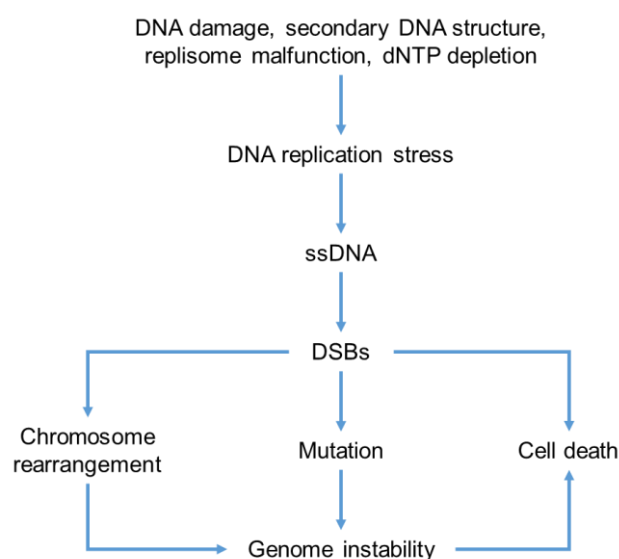 DNA damage, secondary DNA structure,
replisome malfunction, dNTP depletion
DNA replication stress
ssDNA
DSBs
Chromosome
rearrangement
Mutation
Cell death
Genome instability